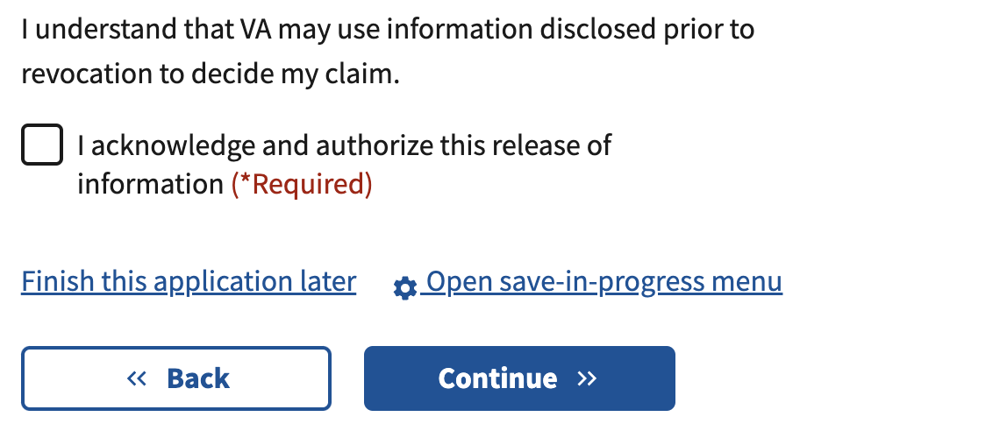 I understand that VA may use information disclosed prior to
revocation to decide my claim.
I acknowledge and authorize this release of
information (*Required)
Finish this application later Open save-in-progress menu
« Back Continue »